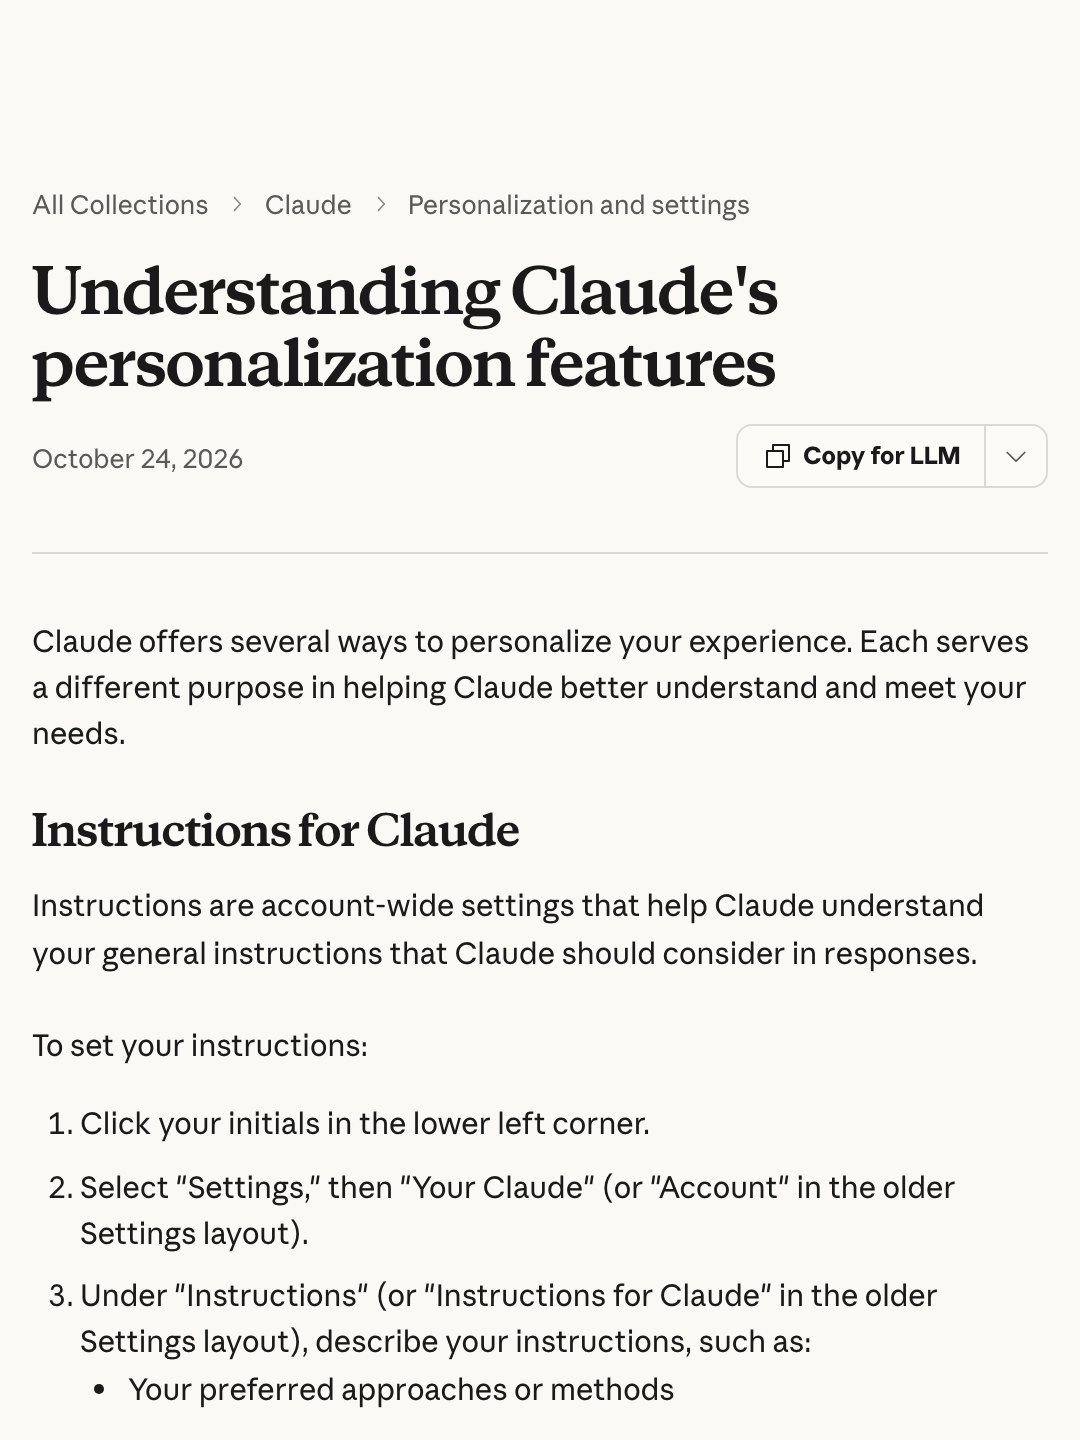 All Collections > Claude > Personalization and settings
Understanding Claude's
personalization features
October 24, 2026
Copy for LLM
Claude offers several ways to personalize your experience. Each serves
a different purpose in helping Claude better understand and meet your
needs.
Instructions for Claude
Instructions are account-wide settings that help Claude understand
your general instructions that Claude should consider in responses.
To set your instructions:
1. Click your initials in the lower left corner.
2. Select "Settings," then "Your Claude" (or "Account" in the older
Settings layout).
3. Under "Instructions" (or "Instructions for Claude" in the older
Settings layout), describe your instructions, such as:
• Your preferred approaches or methods